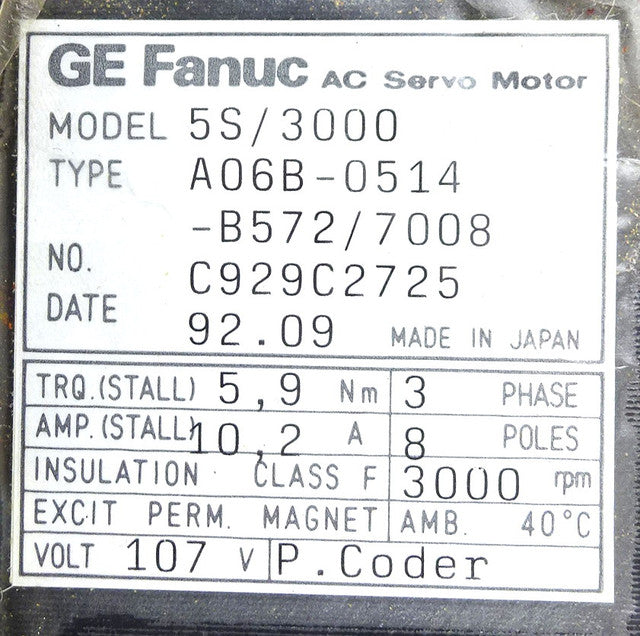 GE Fanuc AC Servo Motor
MODEL 5S/3000
TYPE A06B-0514
-B572/7008
NO. C929C2725
DATE 92.09 MADE IN JAPAN
TRQ.(STALL) 5,9 Nm 3 PHASE
AMP.(STALL) 10,2 A 8 POLES
INSULATION CLASS F 3000 rpm
EXCIT PERM. MAGNET AMB. 40°C
VOLT 107 V P.Coder